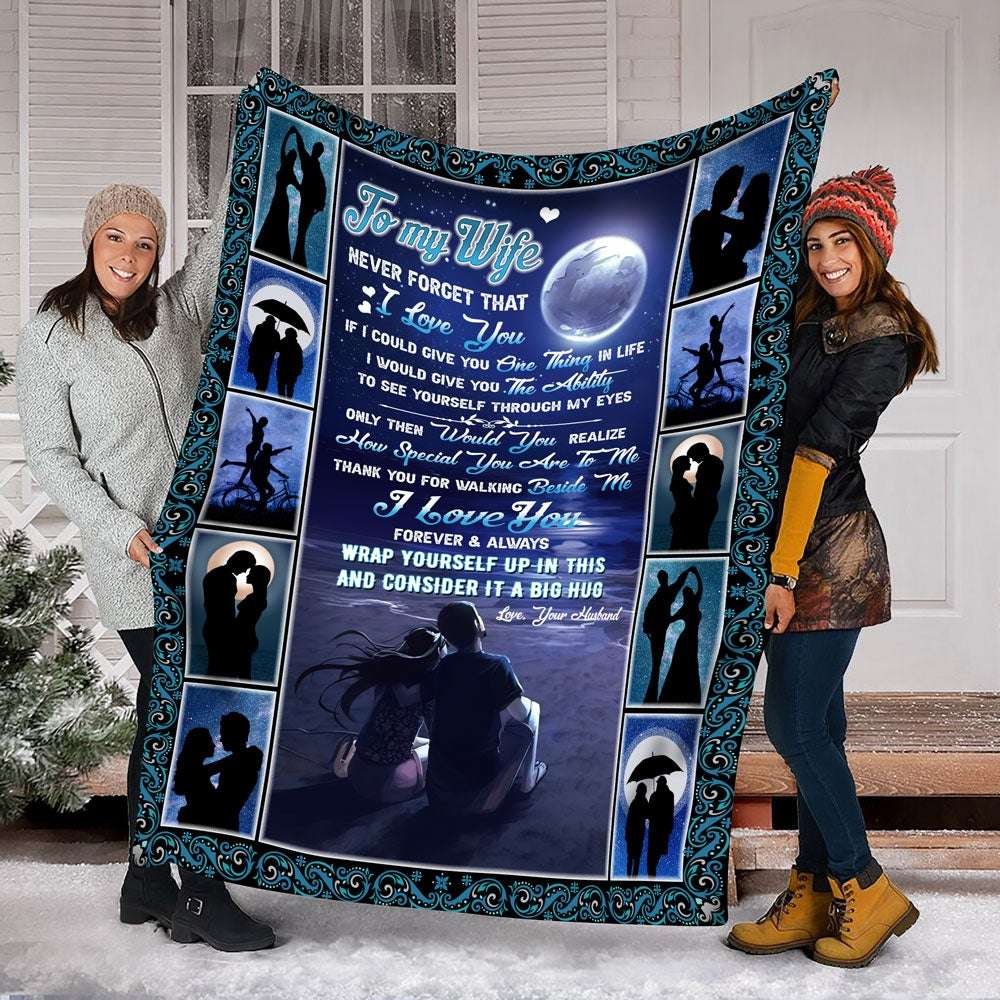 To my Wife
NEVER FORGET THAT
I Love You
IF I COULD GIVE YOU One Thing IN LIFE
I WOULD GIVE YOU The Ability
TO SEE YOURSELF THROUGH MY EYES
ONLY THEN Would You REALIZE
How Special You Are To Me
THANK YOU FOR WALKING Beside Me
I Love You
FOREVER & ALWAYS
WRAP YOURSELF UP IN THIS
AND CONSIDER IT A BIG HUG
Love, Your Husband